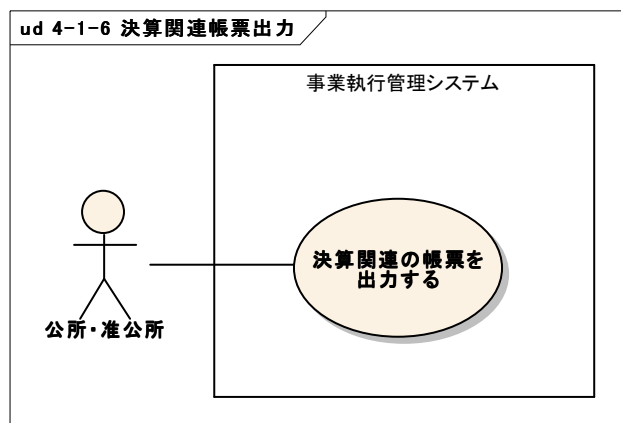 ud 4-1-6 決算関連帳票出力
事業執行管理システム
決算関連の帳票を
出力する
公所・准公所